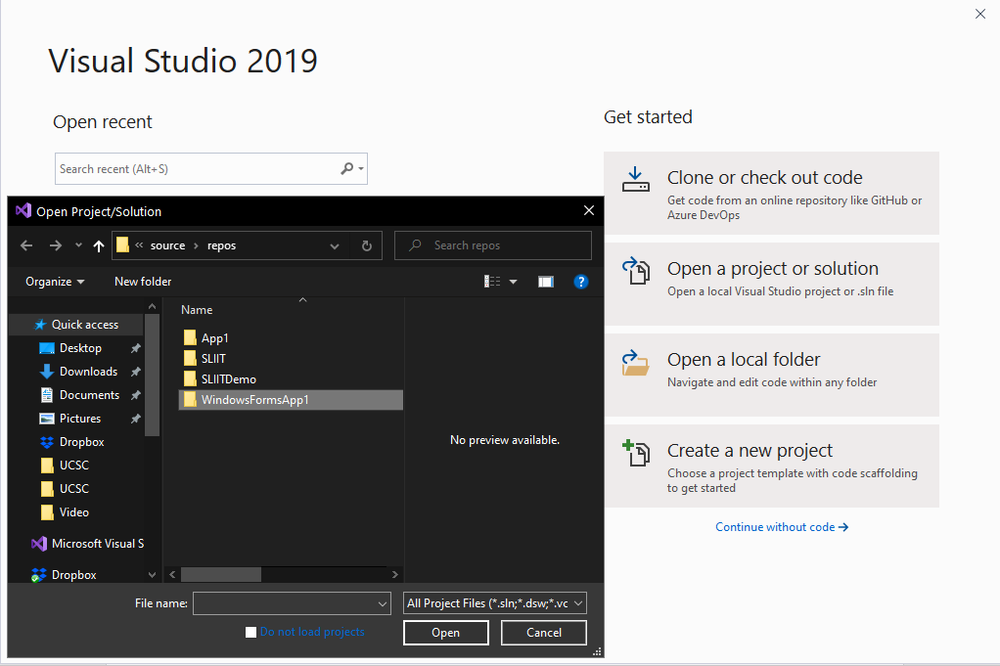 Visual Studio 2019
Open recent
Search recent (Alt+S)
Get started
Clone or check out code
Get code from an online repository like GitHub or
Azure DevOps
Open a project or solution
Open a local Visual Studio project or .sln file
Open a local folder
Navigate and edit code within any folder
Create a new project
Choose a project template with code scaffolding
to get started
Continue without code
Open Project/Solution
« source › repos
Search repos
Organize
New folder
?
Quick access
Desktop
Downloads
Documents
Pictures
Dropbox
UCSC
UCSC
Video
Microsoft Visual S
Dropbox
Name
App1
SLIIT
SLIITDemo
WindowsFormsApp1
No preview available.
File name:
All Project Files (*.sln;*.dsw;*.vc
Do not load projects
Open
Cancel